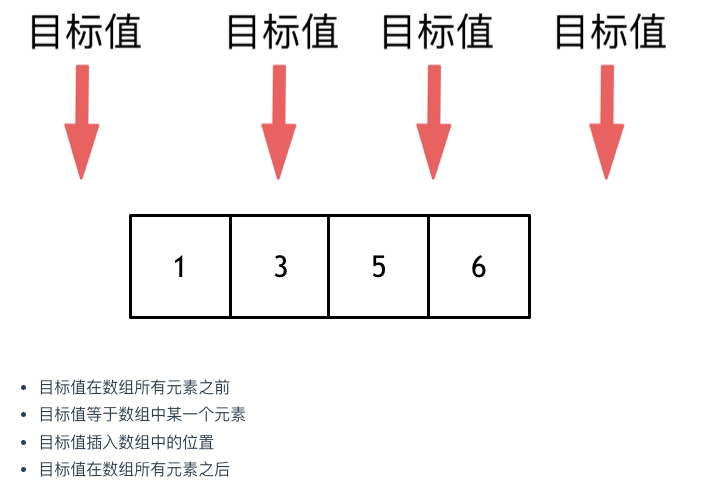 目标值 目标值 目标值 目标值
1 3 5 6
目标值在数组所有元素之前
目标值等于数组中某一个元素
目标值插入数组中的位置
目标值在数组所有元素之后